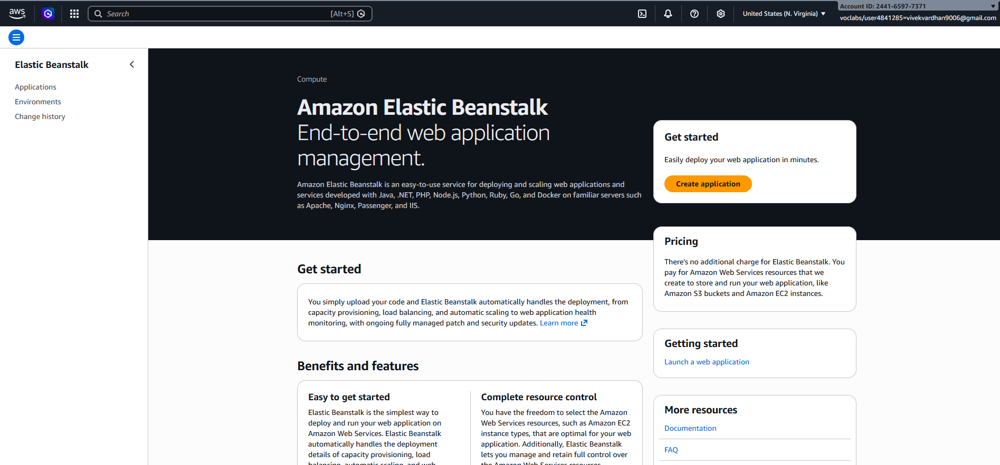 aws
Search
[Alt+S]
United States (N. Virginia)
Account ID: 2441-6597-7371
voclabs/user4841285=vivekvardhan9006@gmail.com
Elastic Beanstalk
Applications
Environments
Change history
Compute
Amazon Elastic Beanstalk
End-to-end web application
management.
Amazon Elastic Beanstalk is an easy-to-use service for deploying and scaling web applications and
services developed with Java, .NET, PHP, Node.js, Python, Ruby, Go, and Docker on familiar servers such
as Apache, Nginx, Passenger, and IIS.
Get started
Easily deploy your web application in minutes.
Create application
Pricing
There's no additional charge for Elastic Beanstalk. You
pay for Amazon Web Services resources that we
create to store and run your web application, like
Amazon S3 buckets and Amazon EC2 instances.
Get started
You simply upload your code and Elastic Beanstalk automatically handles the deployment, from
capacity provisioning, load balancing, and automatic scaling to web application health
monitoring, with ongoing fully managed patch and security updates. Learn more
Getting started
Launch a web application
Benefits and features
Easy to get started
Elastic Beanstalk is the simplest way to
deploy and run your web application on
Amazon Web Services. Elastic Beanstalk
automatically handles the deployment
details of capacity provisioning, load
balancing, automatic scaling, and web
Complete resource control
You have the freedom to select the Amazon
Web Services resources, such as Amazon EC2
instance types, that are optimal for your web
application. Additionally, Elastic Beanstalk
lets you manage and retain full control over
the Amazon Web Services resources
More resources
Documentation
FAQ